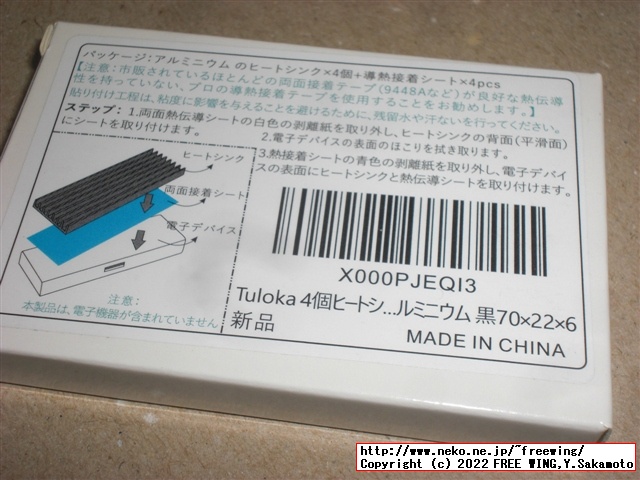 パッケージ:アルミニウム のヒートシンク×4個+導熱接着シート×4pcs
【注意:市販されているほとんどの両面接着テープ(9448Aなど)が良好な熱伝導
性を持っていない、プロの導熱接着テープを使用することをお勧めします。】
貼り付け工程は、粘度に影響を与えることを避けるために、残留水や汗ないを行ってください。
ステップ: 1.両面熱伝導シートの白色の剥離紙を取り外し、ヒートシンクの背面(平滑面)
にシートを取り付けます。
2.電子デバイスの表面のほこりを拭き取ります。
3.熱接着シートの青色の剥離紙を取り外し、電子デバイ
スの表面にヒートシンクと熱伝導シートを取り付けます。
ヒートシンク
両面接着シート
電子デバイス
注意:
本製品は、電子機器が含まれていません
X000PJEQI3
Tuloka 4個ヒートシ...ルミニウム 黒70×22×6
新品
MADE IN CHINA
http://www.neko.ne.jp/~freewing/
Copyright (c) 2022 FREE WING,Y.Sakamoto